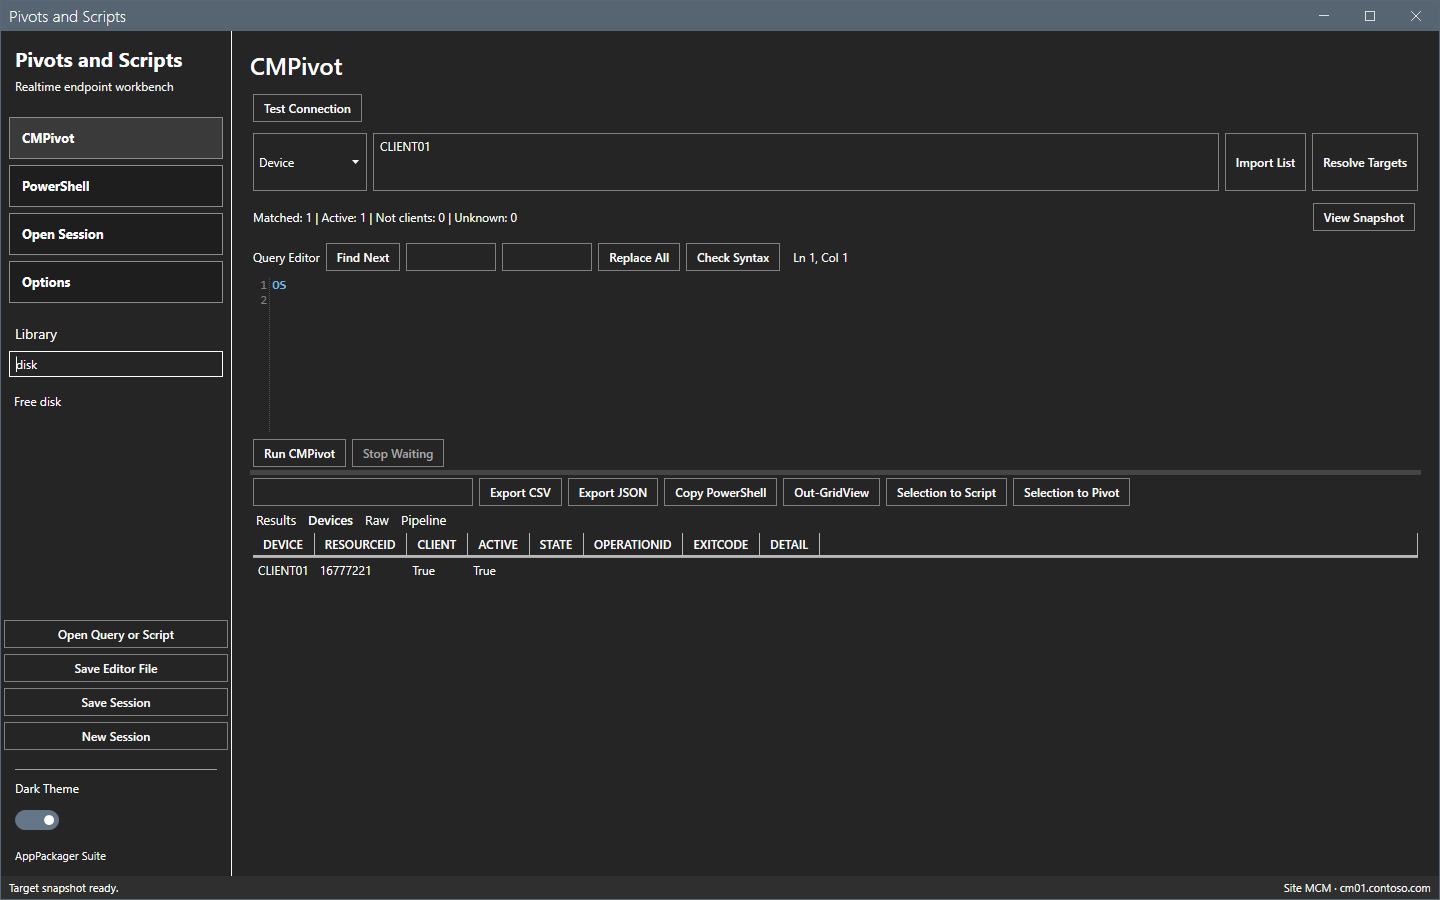 Pivots and Scripts
Pivots and Scripts
Realtime endpoint workbench
CMPivot
PowerShell
Open Session
Options
Library
disk
Free disk
Open Query or Script
Save Editor File
Save Session
New Session
Dark Theme
AppPackager Suite
CMPivot
Test Connection
Device
CLIENT01
Import List
Resolve Targets
Matched: 1 | Active: 1 | Not clients: 0 | Unknown: 0
View Snapshot
Query Editor Find Next Replace All Check Syntax Ln 1, Col 1
1 OS
2
Run CMPivot Stop Waiting
Export CSV Export JSON Copy PowerShell Out-GridView Selection to Script Selection to Pivot
Results Devices Raw Pipeline
DEVICE RESOURCEID CLIENT ACTIVE STATE OPERATIONID EXITCODE DETAIL
CLIENT01 16777221 True True
Target snapshot ready.
Site MCM · cm01.contoso.com